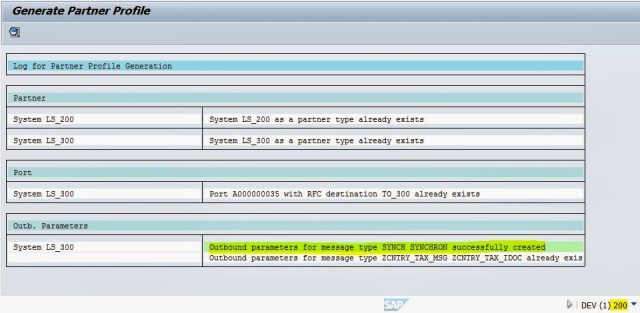 Generate Partner Profile
Log for Partner Profile Generation
Partner
System LS_200 System LS_200 as a partner type already exists
System LS_300 System LS_300 as a partner type already exists
Port
System LS_300 Port A000000035 with RFC destination TO_300 already exists
Outb. Parameters
System LS_300 Outbound parameters for message type SYNCH SYNCHRON successfully created
Outbound parameters for message type ZCNTRY_TAX_MSG ZCNTRY_TAX_IDOC already exis
SAP DEV (1) 200